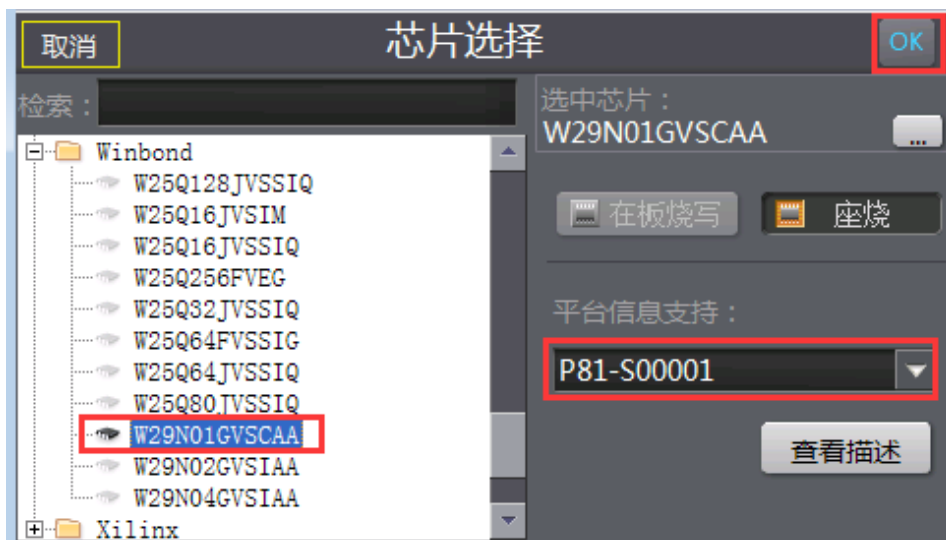 取消
芯片选择
OK
检索：
Winbond
W25Q128JVSSIQ
W25Q16JVSIM
W25Q16JVSSIQ
W25Q256FVEG
W25Q32JVSSIQ
W25Q64FVSSIG
W25Q64JVSSIQ
W25Q80JVSSIQ
W29N01GVSCAA
W29N02GVSIAA
W29N04GVSIAA
Xilinx
选中芯片：
W29N01GVSCAA
...
在板烧写
座烧
平台信息支持：
P81-S00001
查看描述